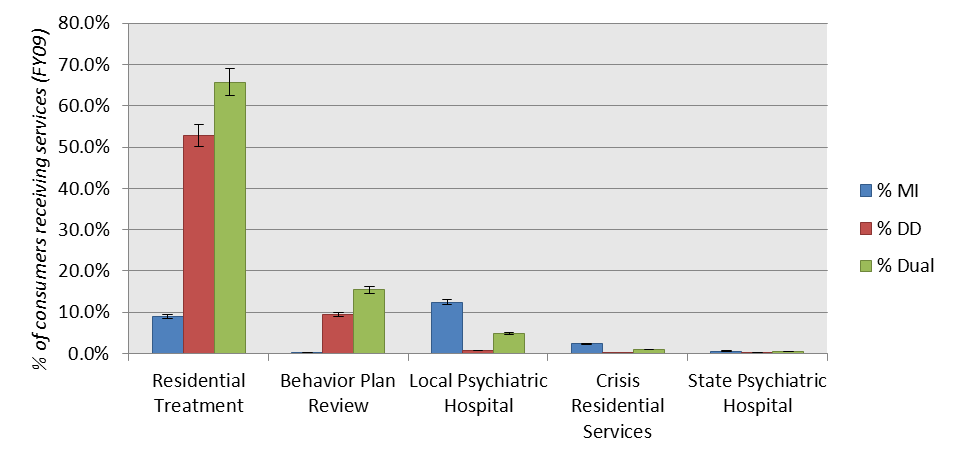 % of consumers receiving services (FY09)
80.0%
70.0%
60.0%
50.0%
40.0%
30.0%
20.0%
10.0%
0.0%
Residential
Treatment
Behavior Plan
Review
Local Psychiatric
Hospital
Crisis
Residential
Services
State Psychiatric
Hospital
% MI
% DD
% Dual